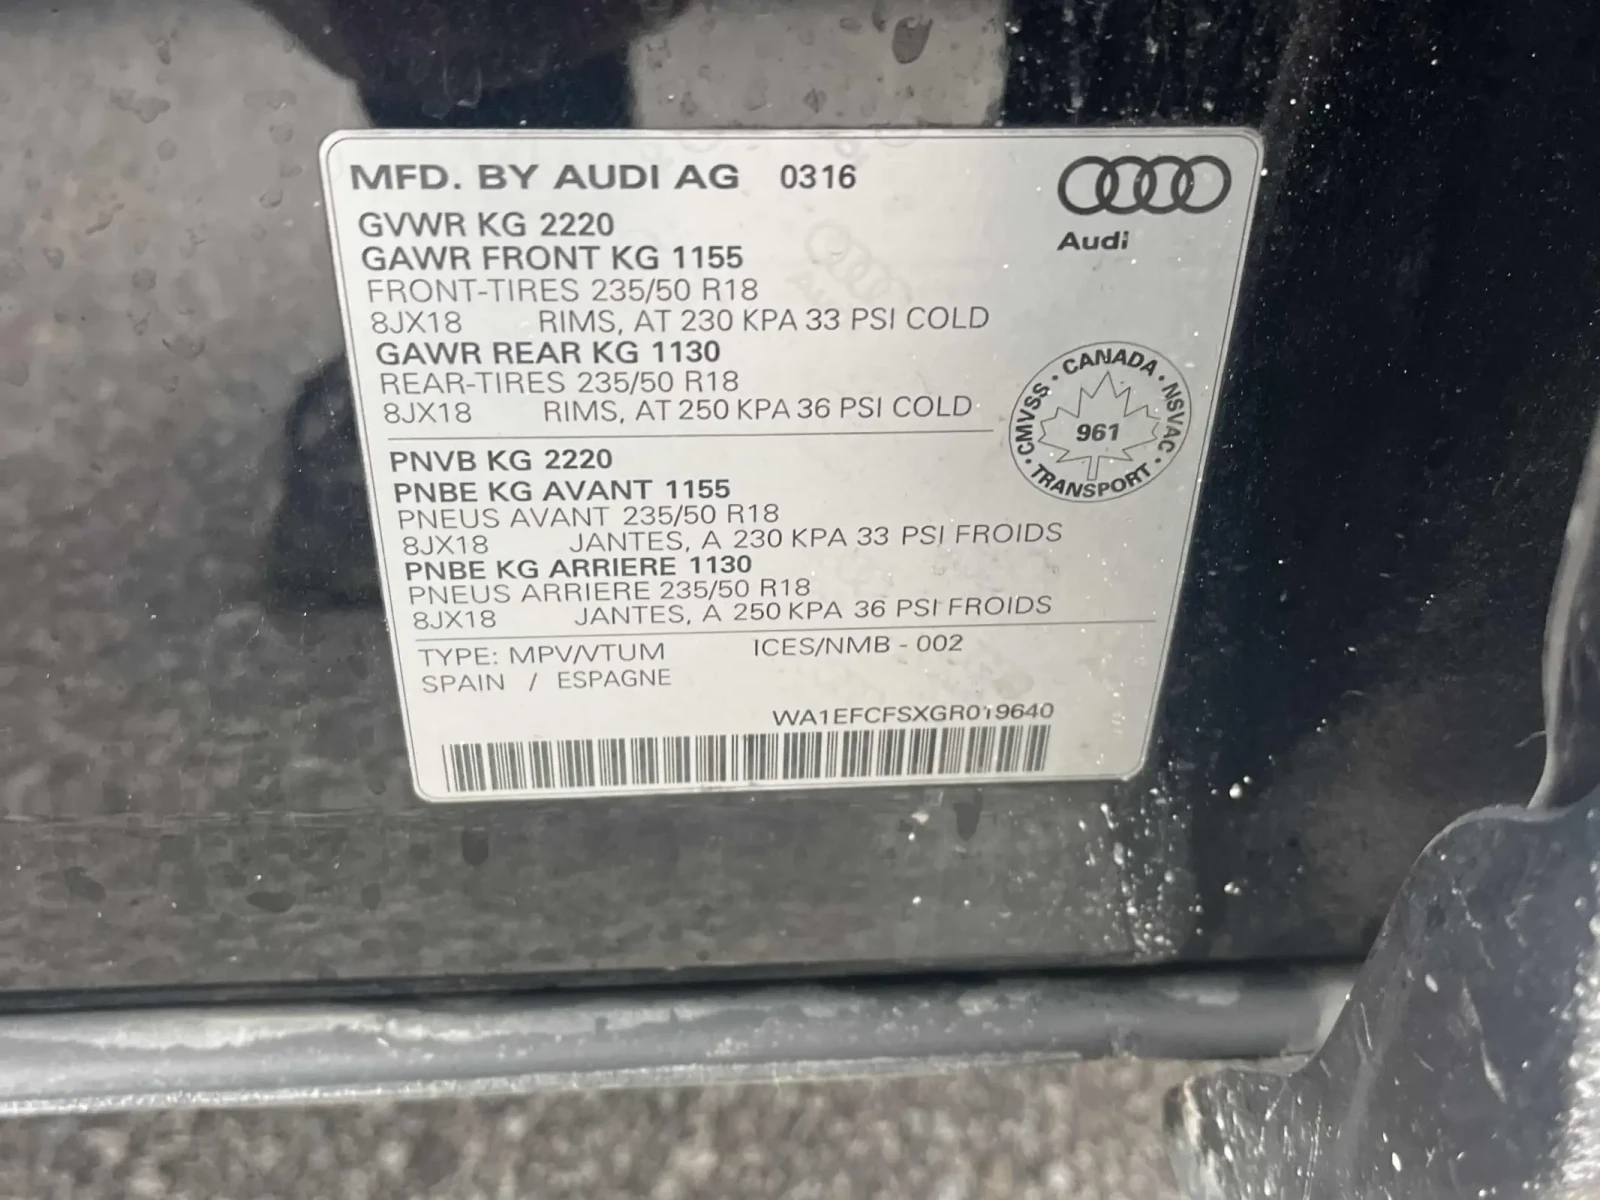 MFD. BY AUDI AG 0316
Audi
GVWR KG 2220
GAWR FRONT KG 1155
FRONT-TIRES 235/50 R18
8JX18 RIMS, AT 230 KPA 33 PSI COLD
GAWR REAR KG 1130
REAR-TIRES 235/50 R18
8JX18 RIMS, AT 250 KPA 36 PSI COLD
CMVSS · CANADA · NSVAC · TRANSPORT ·
961
PNVB KG 2220
PNBE KG AVANT 1155
PNEUS AVANT 235/50 R18
8JX18 JANTES, A 230 KPA 33 PSI FROIDS
PNBE KG ARRIERE 1130
PNEUS ARRIERE 235/50 R18
8JX18 JANTES, A 250 KPA 36 PSI FROIDS
TYPE: MPV/VTUM ICES/NMB - 002
SPAIN / ESPAGNE
WA1EFCFSXGR019640